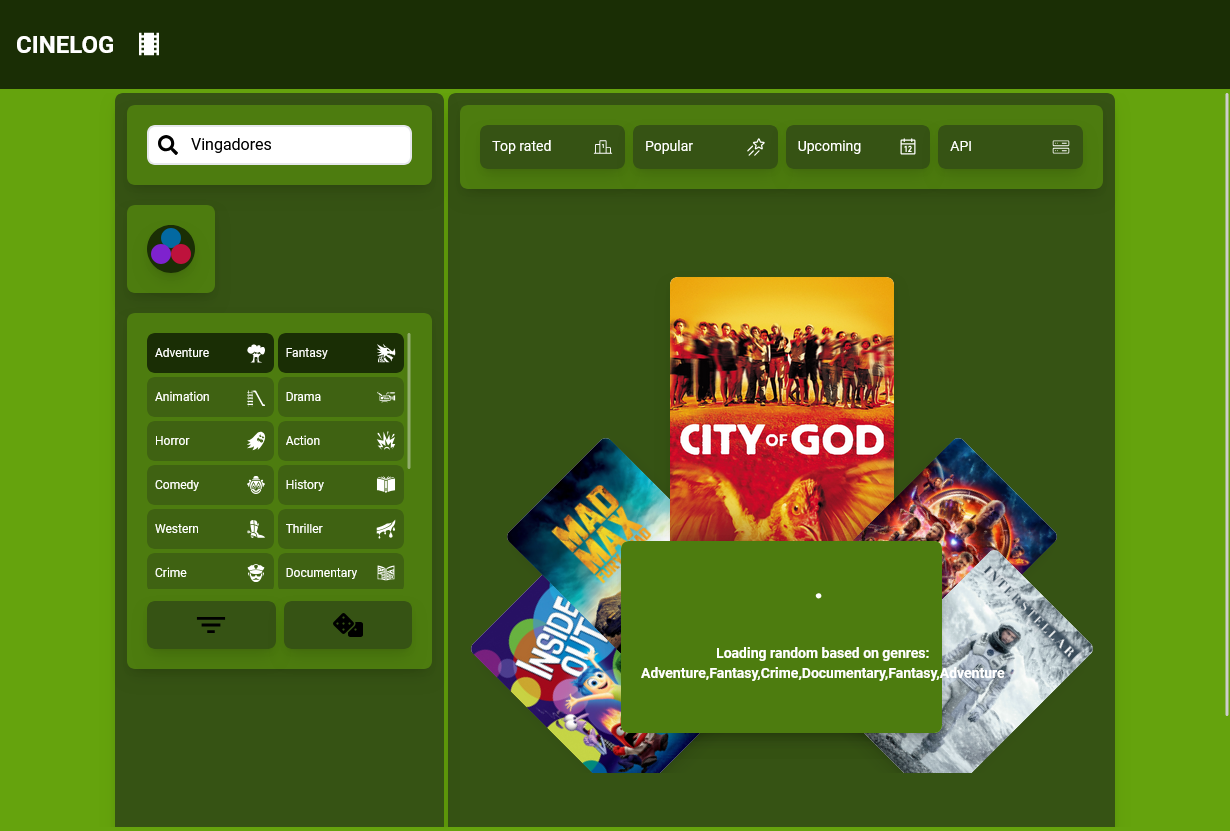 CINELOG
Vingadores
Top rated
Popular
Upcoming
12
API
Adventure
Fantasy
Animation
Drama
Horror
Action
Comedy
History
Western
Thriller
Crime
Documentary
CITY OF GOD
MAD
MAX
INSIDE
OUT
INTERSTELLAR
Loading random based on genres:
Adventure,Fantasy,Crime,Documentary,Fantasy,Adventure